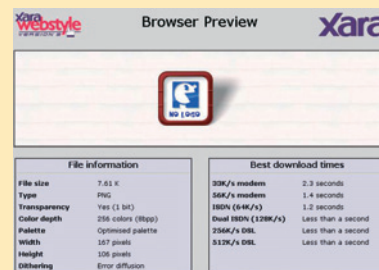 Xara
webstyle
VERSION 3
Browser Preview
xara
NO LOGO
File information
File size 7.61 K
Type PNG
Transparency Yes (1 bit)
Color depth 256 colors (8bpp)
Palette Optimised palette
Width 167 pixels
Height 106 pixels
Dithering Error diffusion
Best download times
33K/s modem 2.3 seconds
56K/s modem 1.4 seconds
ISDN (64K/s) 1.2 seconds
Dual ISDN (128K/s) Less than a second
256K/s DSL Less than a second
512K/s DSL Less than a second